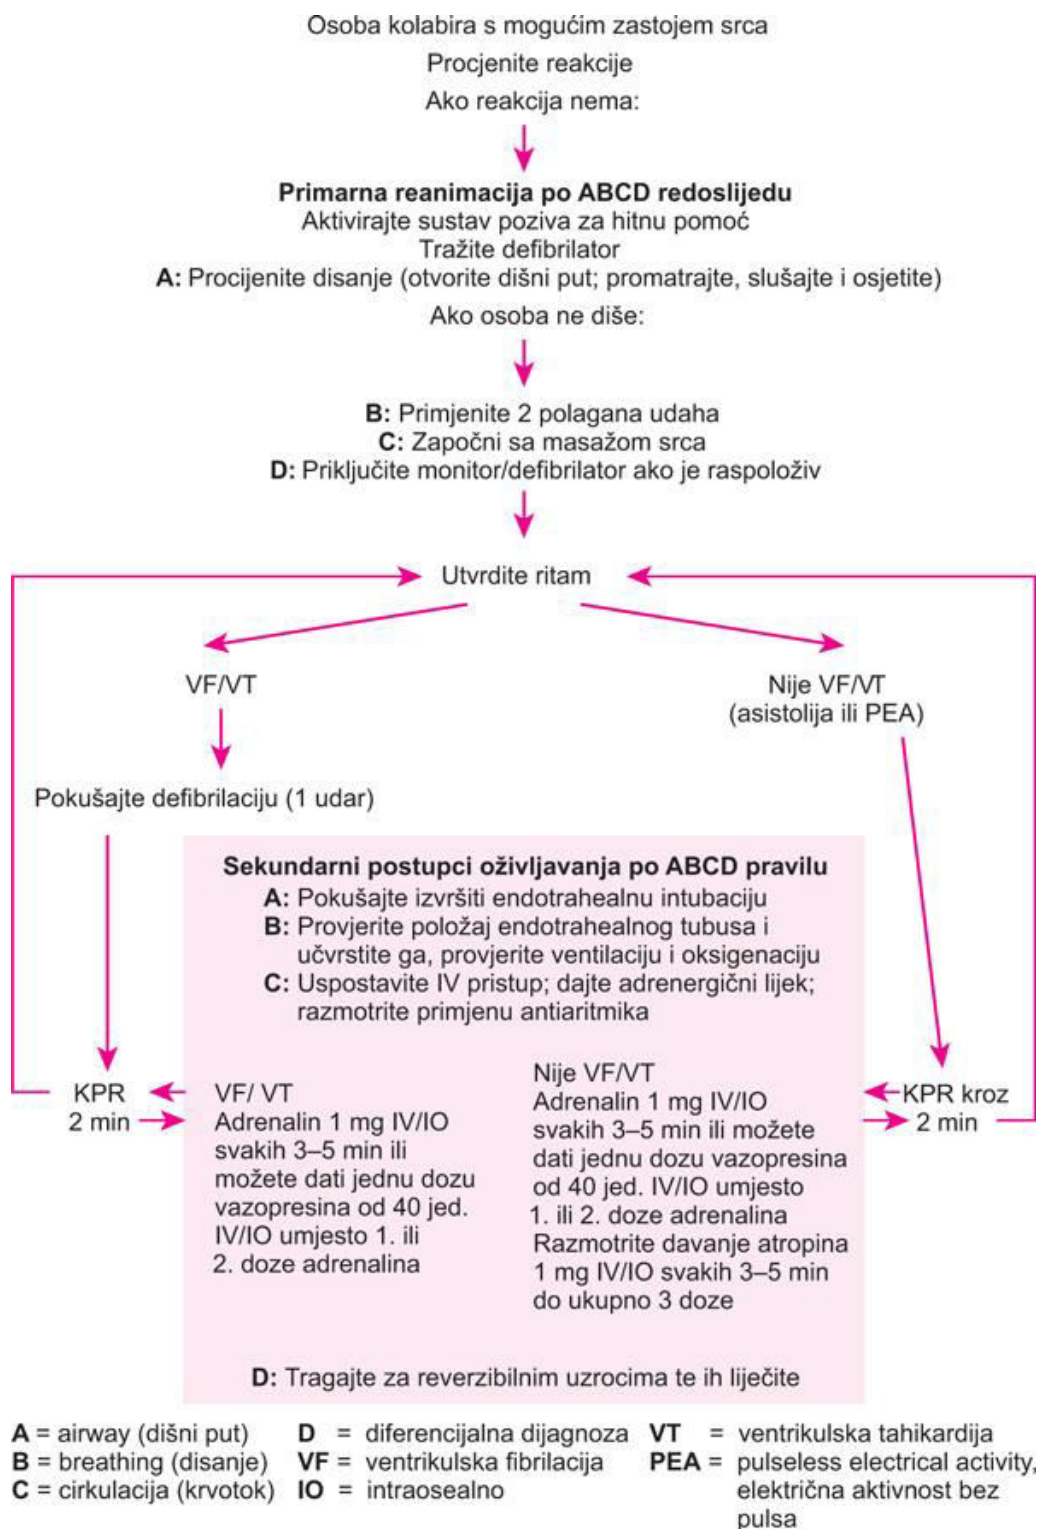 Osoba kolabira s mogućim zastojem srca
Procjenite reakcije
Ako reakcija nema:
Primarna reanimacija po ABCD redoslijedu
Aktivirajte sustav poziva za hitnu pomoć
Tražite defibrilator
A: Procijenite disanje (otvorite dišni put; promatrajte, slušajte i osjetite)
Ako osoba ne diše:
B: Primjenite 2 polagana udaha
C: Započni sa masažom srca
D: Priključite monitor/defibrilator ako je raspoloživ
Utvrdite ritam
VF/VT
Nije VF/VT
(asistolija ili PEA)
Pokušajte defibrilaciju (1 udar)
Sekundarni postupci oživljavanja po ABCD pravilu
A: Pokušajte izvršiti endotrahealnu intubaciju
B: Provjerite položaj endotrahealnog tubusa i
učvrstite ga, provjerite ventilaciju i oksigenaciju
C: Uspostavite IV pristup; dajte adrenergični lijek;
razmotrite primjenu antiaritmika
KPR
2 min
VF/ VT
Adrenalin 1 mg IV/IO
svakih 3–5 min ili
možete dati jednu dozu
vazopresina od 40 jed.
IV/IO umjesto 1. ili
2. doze adrenalina
Nije VF/VT
Adrenalin 1 mg IV/IO
svakih 3–5 min ili možete
dati jednu dozu vazopresina
od 40 jed. IV/IO umjesto
1. ili 2. doze adrenalina
Razmotrite davanje atropina
1 mg IV/IO svakih 3–5 min
do ukupno 3 doze
KPR kroz
2 min
D: Tragajte za reverzibilnim uzrocima te ih liječite
A = airway (dišni put)
B = breathing (disanje)
C = cirkulacija (krvotok)
D = diferencijalna dijagnoza
VF = ventrikulska fibrilacija
IO = intraosealno
VT = ventrikulska tahikardija
PEA = pulseless electrical activity,
električna aktivnost bez
pulsa